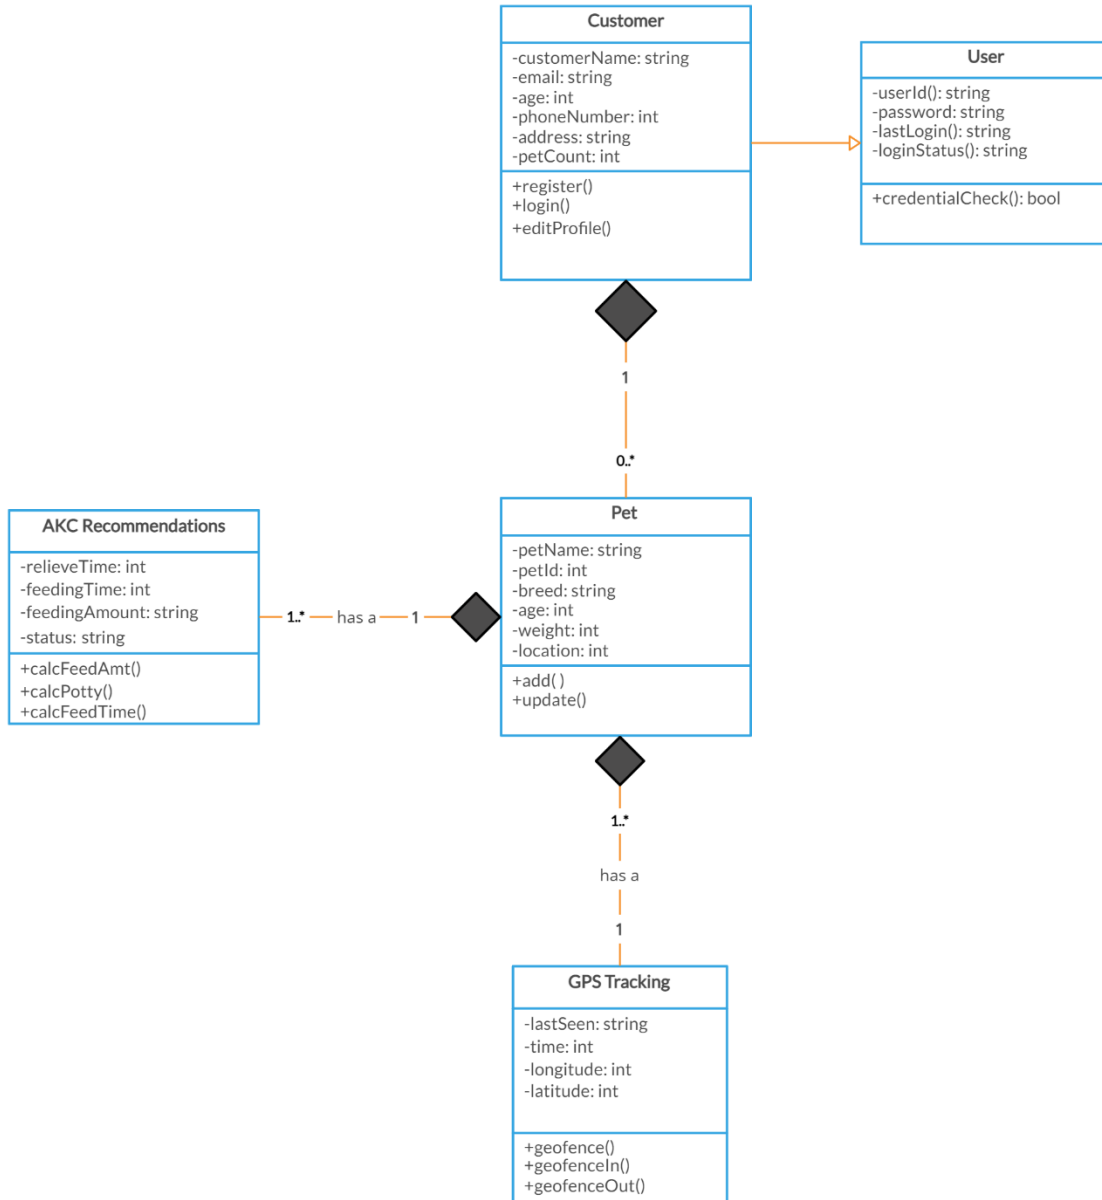 Customer
-customerName: string
-email: string
-age: int
-phoneNumber: int
-address: string
-petCount: int
+register()
+login()
+editProfile()
User
-userId(): string
-password: string
-lastLogin(): string
-loginStatus(): string
+credentialCheck(): bool
1
0..*
AKC Recommendations
-relieveTime: int
-feedingTime: int
-feedingAmount: string
-status: string
+calcFeedAmt()
+calcPotty()
+calcFeedTime()
1..* has a 1
Pet
-petName: string
-petId: int
-breed: string
-age: int
-weight: int
-location: int
+add( )
+update()
1..*
has a
1
GPS Tracking
-lastSeen: string
-time: int
-longitude: int
-latitude: int
+geofence()
+geofenceIn()
+geofenceOut()